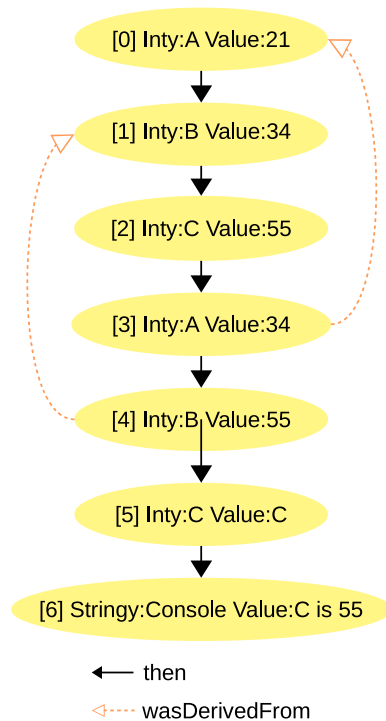 [0] Inty:A Value:21
[1] Inty:B Value:34
[2] Inty:C Value:55
[3] Inty:A Value:34
[4] Inty:B Value:55
[5] Inty:C Value:C
[6] Stringy:Console Value:C is 55
then
wasDerivedFrom